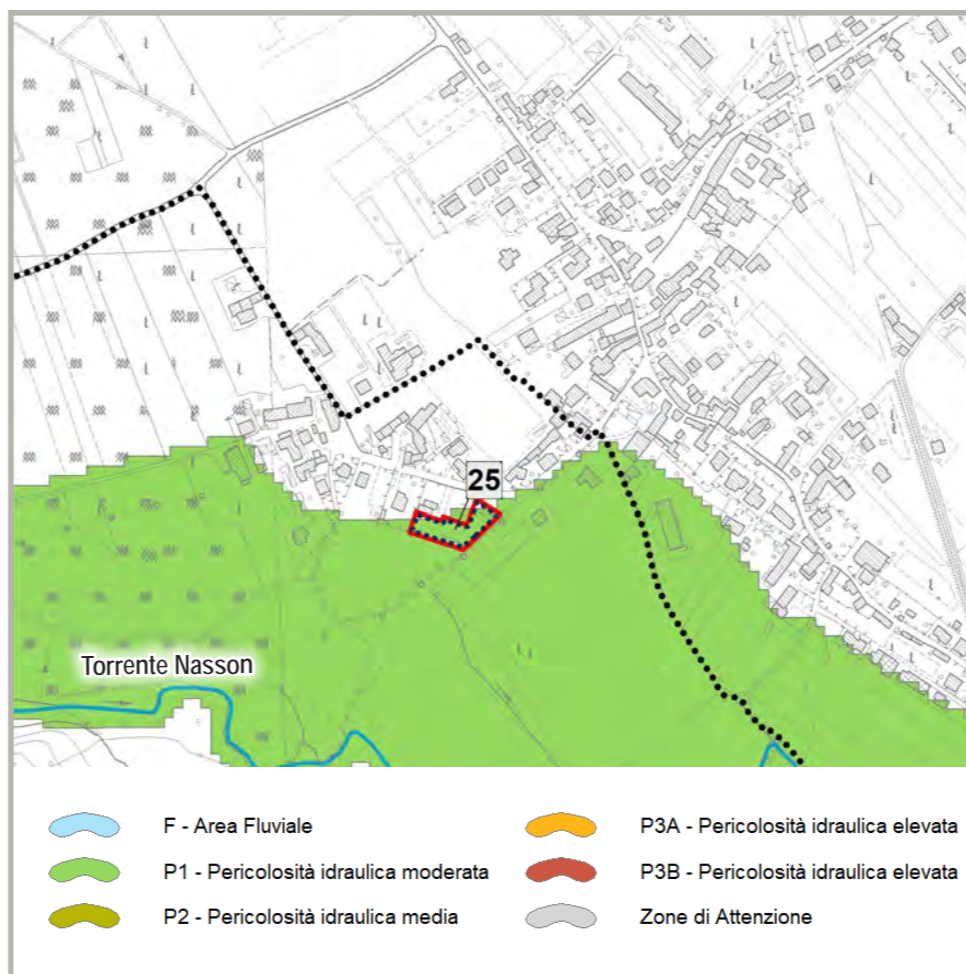 25
Torrente Nasson
F - Area Fluviale
P1 - Pericolosità idraulica moderata
P2 - Pericolosità idraulica media
P3A - Pericolosità idraulica elevata
P3B - Pericolosità idraulica elevata
Zone di Attenzione